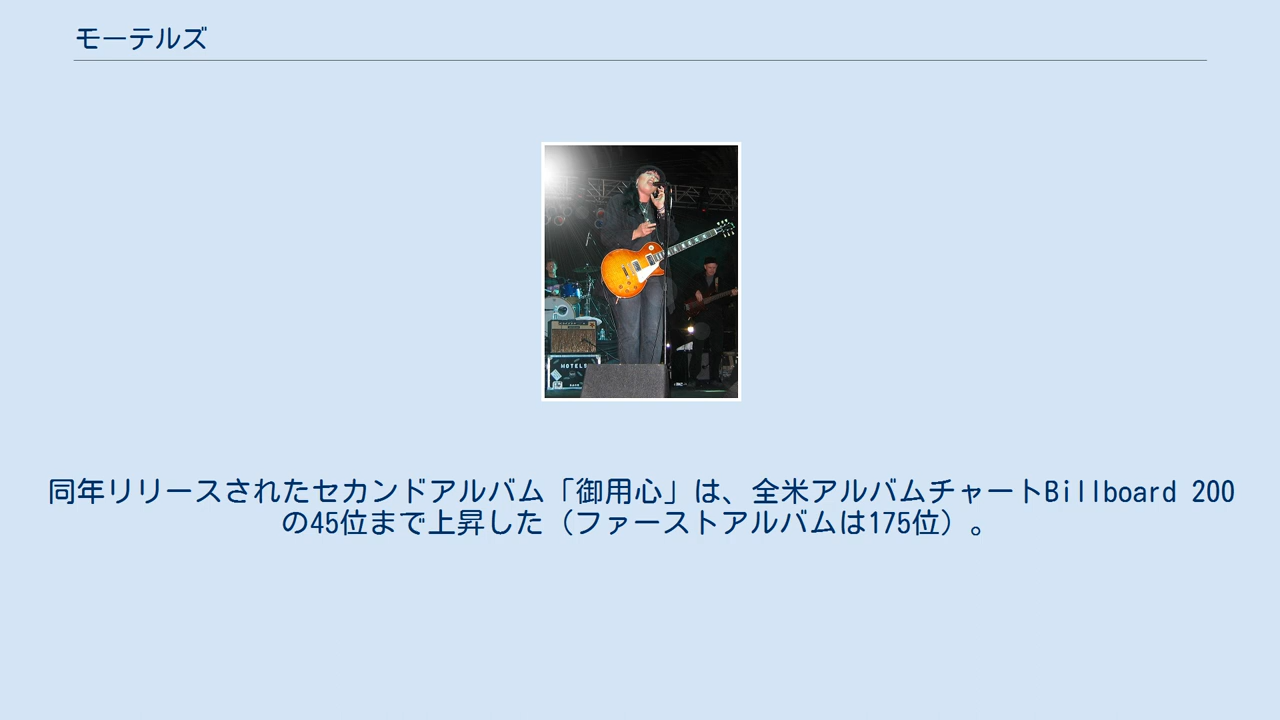 モーテルズ
HOTELS
同年リリースされたセカンドアルバム「御用心」は、全米アルバムチャートBillboard 200
の45位まで上昇した（ファーストアルバムは175位）。